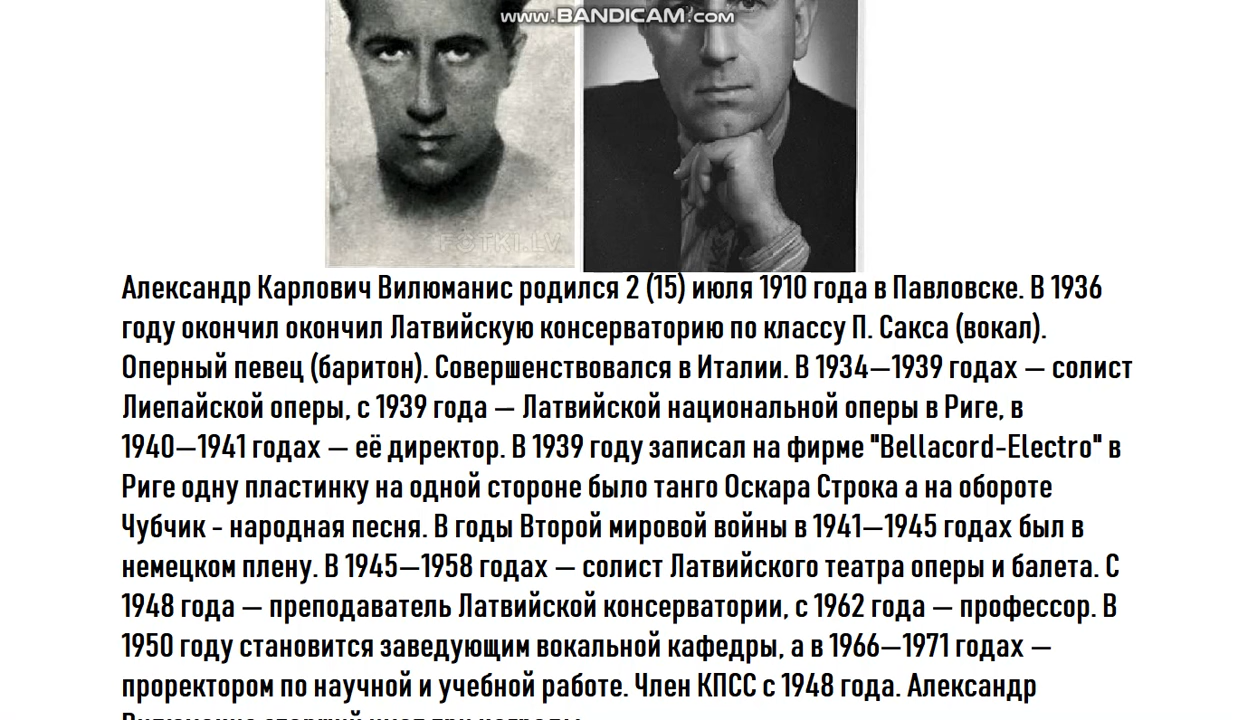 www.BANDICAM.com
FOTKI.LV
Александр Карлович Вилюманис родился 2 (15) июля 1910 года в Павловске. В 1936
году окончил окончил Латвийскую консерваторию по классу П. Сакса (вокал).
Оперный певец (баритон). Совершенствовался в Италии. В 1934—1939 годах — солист
Лиепайской оперы, с 1939 года — Латвийской национальной оперы в Риге, в
1940—1941 годах — её директор. В 1939 году записал на фирме "Bellacord-Electro" в
Риге одну пластинку на одной стороне было танго Оскара Строка а на обороте
Чубчик - народная песня. В годы Второй мировой войны в 1941—1945 годах был в
немецком плену. В 1945—1958 годах — солист Латвийского театра оперы и балета. С
1948 года — преподаватель Латвийской консерватории, с 1962 года — профессор. В
1950 году становится заведующим вокальной кафедры, а в 1966—1971 годах —
проректором по научной и учебной работе. Член КПСС с 1948 года. Александр